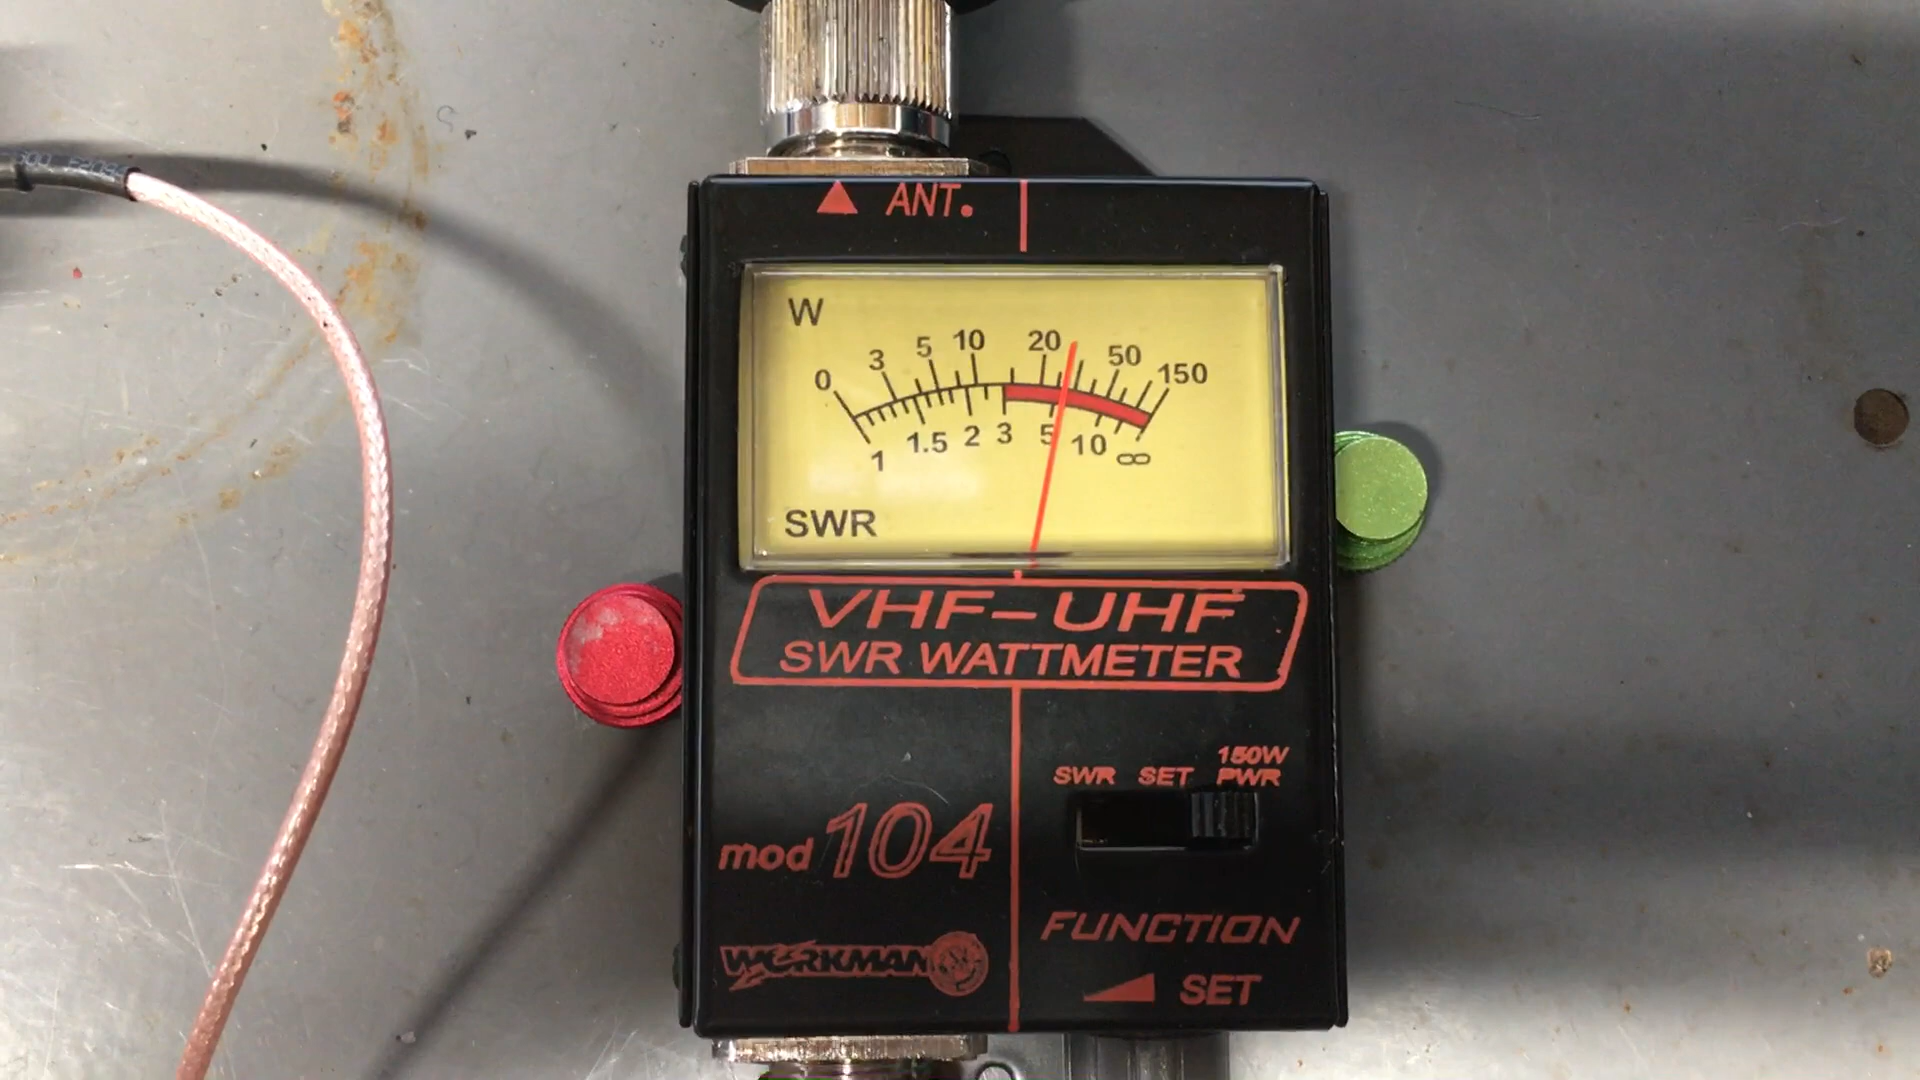 ▲ ANT.
W
0 3 5 10 20 50 150
1 1.5 2 3 5 10 ∞
SWR
VHF-UHF
SWR WATTMETER
150W
SWR SET PWR
mod 104
FUNCTION
WORKMAN
SET